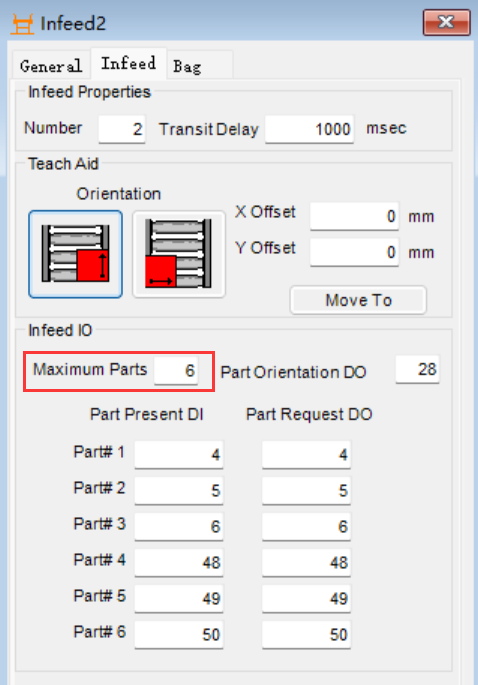 Infeed2
General Infeed Bag
Infeed Properties
Number 2 Transit Delay 1000 msec
Teach Aid
Orientation
X Offset 0 mm
Y Offset 0 mm
Move To
Infeed IO
Maximum Parts 6 Part Orientation DO 28
Part Present DI Part Request DO
Part# 1 4 4
Part# 2 5 5
Part# 3 6 6
Part# 4 48 48
Part# 5 49 49
Part# 6 50 50